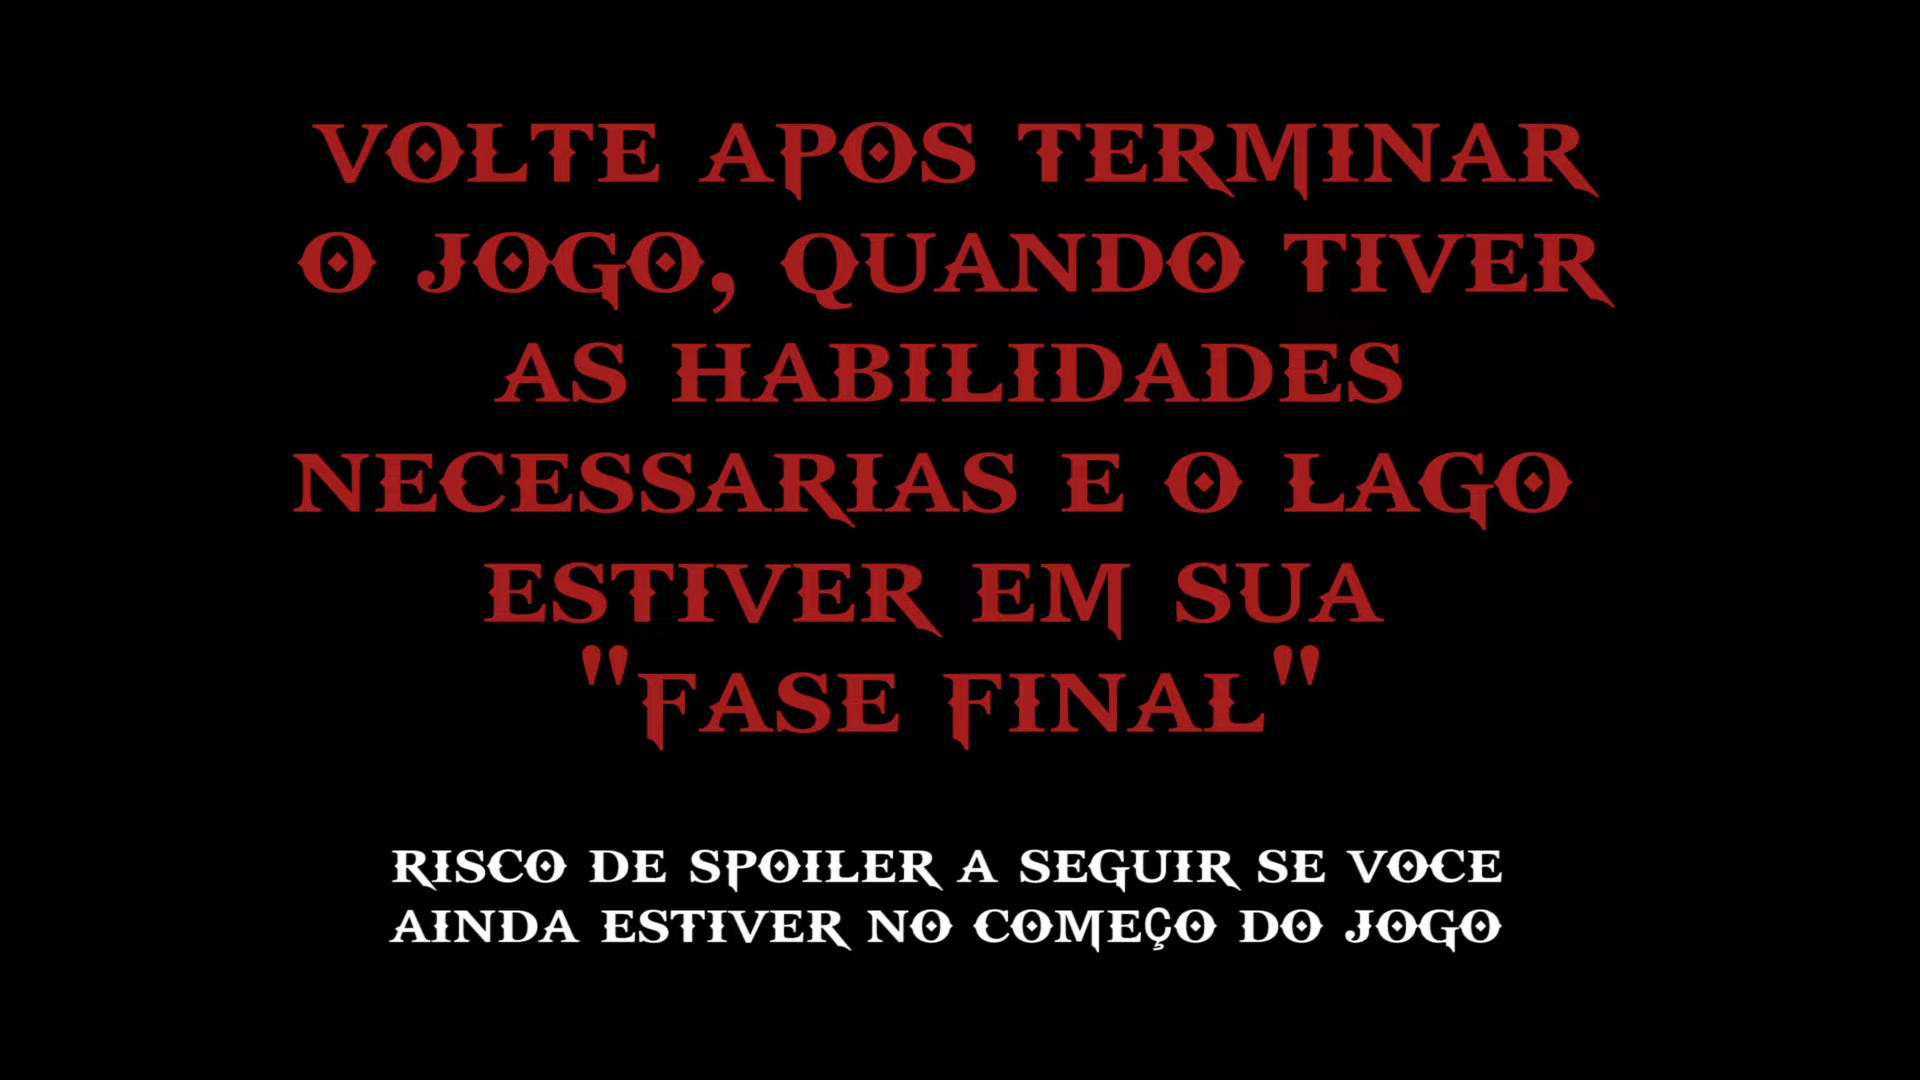 VOLTE APOS TERMINAR
O JOGO, QUANDO TIVER
AS HABILIDADES
NECESSARIAS E O LAGO
ESTIVER EM SUA
"FASE FINAL"
RISCO DE SPOILER A SEGUIR SE VOCE
AINDA ESTIVER NO COMEÇO DO JOGO